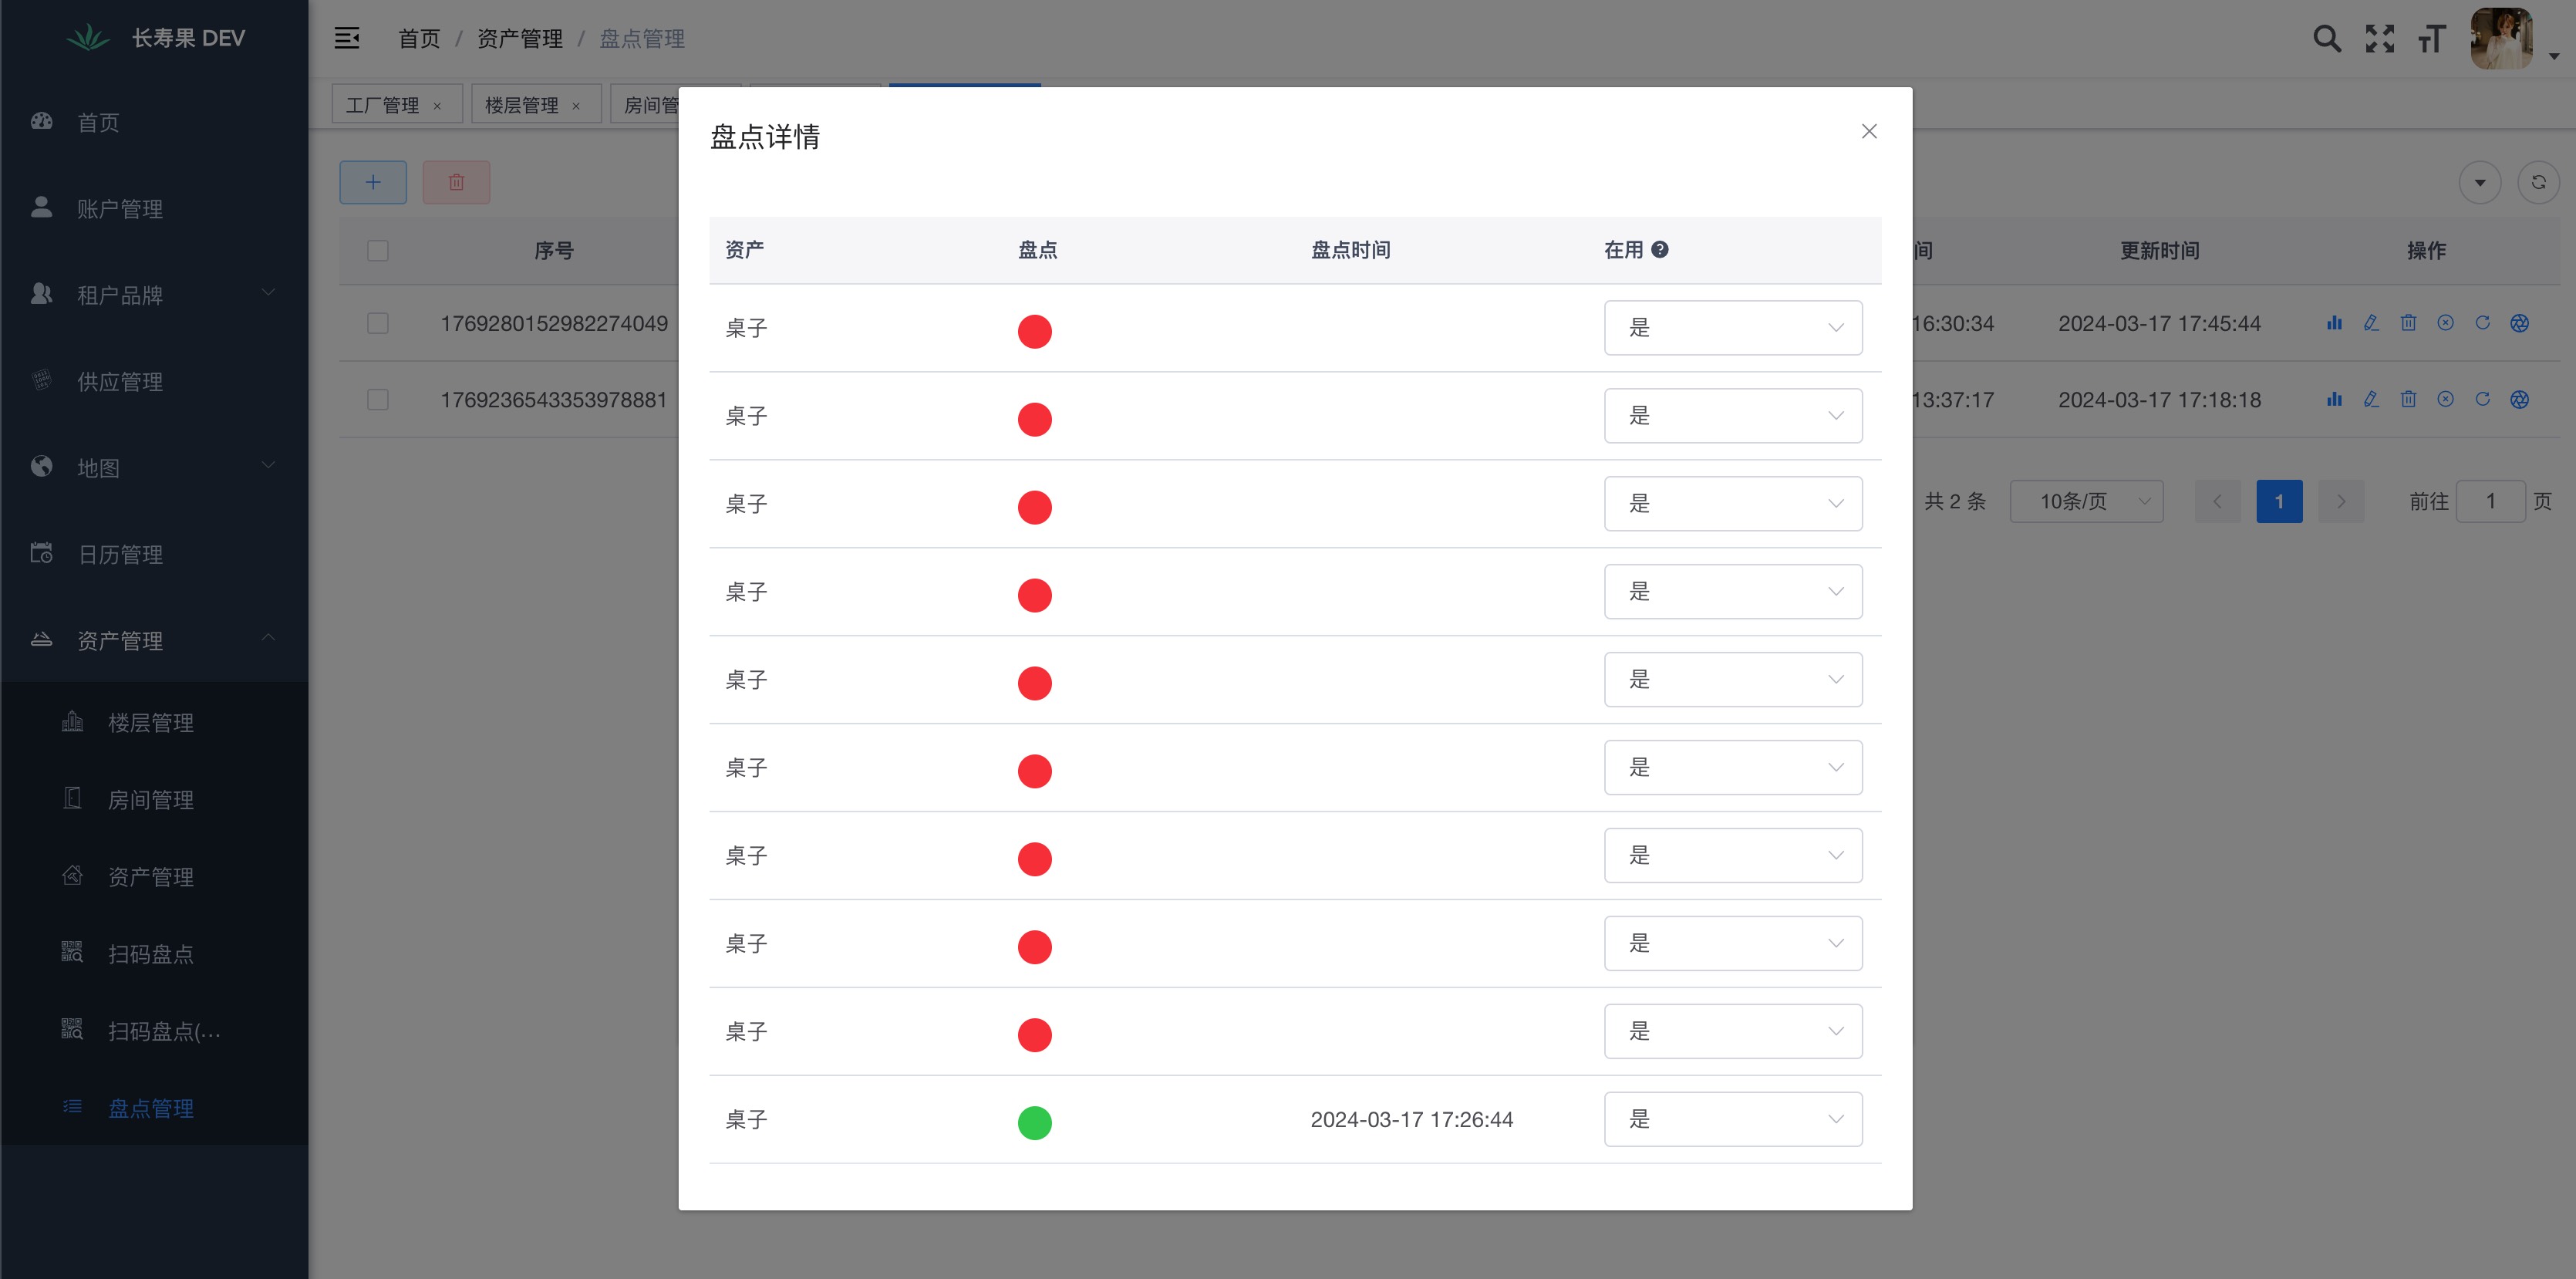 长寿果 DEV
首页 / 资产管理 / 盘点管理
首页
账户管理
租户品牌
供应管理
地图
日历管理
资产管理
楼层管理
房间管理
资产管理
扫码盘点
扫码盘点(...
盘点管理
工厂管理 ×
楼层管理 ×
房间管
序号
间
更新时间
操作
1769280152982274049
16:30:34
2024-03-17 17:45:44
1769236543353978881
13:37:17
2024-03-17 17:18:18
共 2 条
10条/页
1
前往 1 页
盘点详情
资产 盘点 盘点时间 在用
桌子 是
桌子 是
桌子 是
桌子 是
桌子 是
桌子 是
桌子 是
桌子 是
桌子 是
桌子 2024-03-17 17:26:44 是